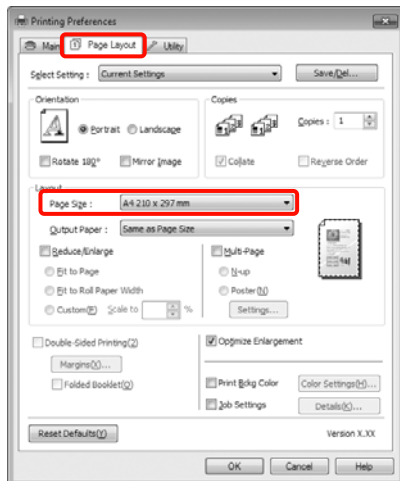 Printing Preferences
Main Page Layout Utility
Select Setting : Current Settings Save/Del...
Orientation Copies
Portrait Landscape Copies : 1
Rotate 180° Mirror Image Collate Reverse Order
Layout
Page Size : A4 210 x 297 mm
Output Paper : Same as Page Size
Reduce/Enlarge Multi-Page
Fit to Page N-up
Fit to Roll Paper Width Poster(N)
Custom(F) Scale to % Settings...
Double-Sided Printing(2) Optimize Enlargement
Margins(X)...
Folded Booklet(Q) Print Bckg Color Color Settings(H)...
Job Settings Details(K)...
Reset Defaults(Y) Version X.XX
OK Cancel Help